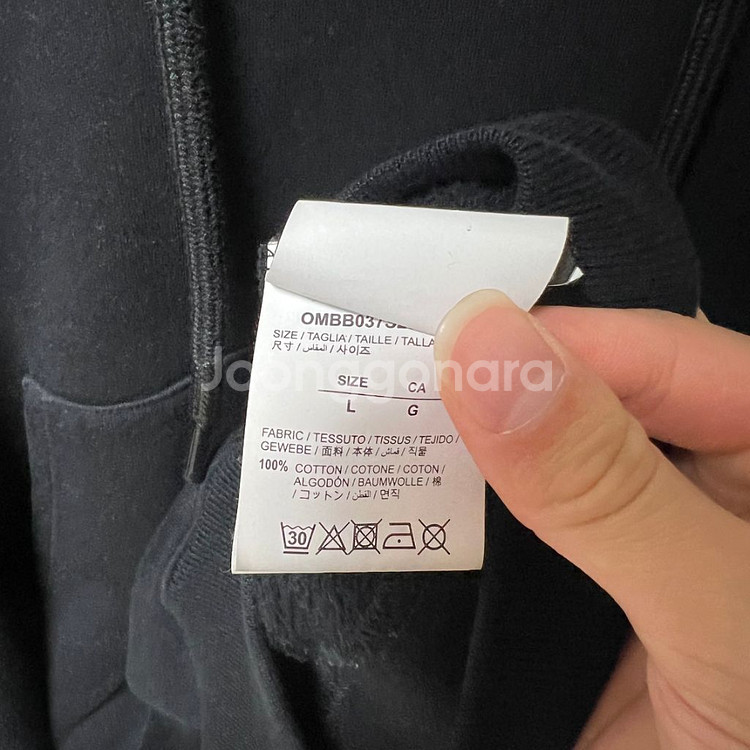 OMBB037S
SIZE / TAGLIA / TAILLE / TALLA
尺寸 / المقاس / 사이즈
SIZE CA
L G
FABRIC / TESSUTO / TISSUS / TEJIDO /
GEWEBE / 面料 / 本体 / قماش / 직물
100% COTTON / COTONE / COTON /
ALGODÓN / BAUMWOLLE / 棉
/ コットン / القطن / 면직
30
Joonggonara